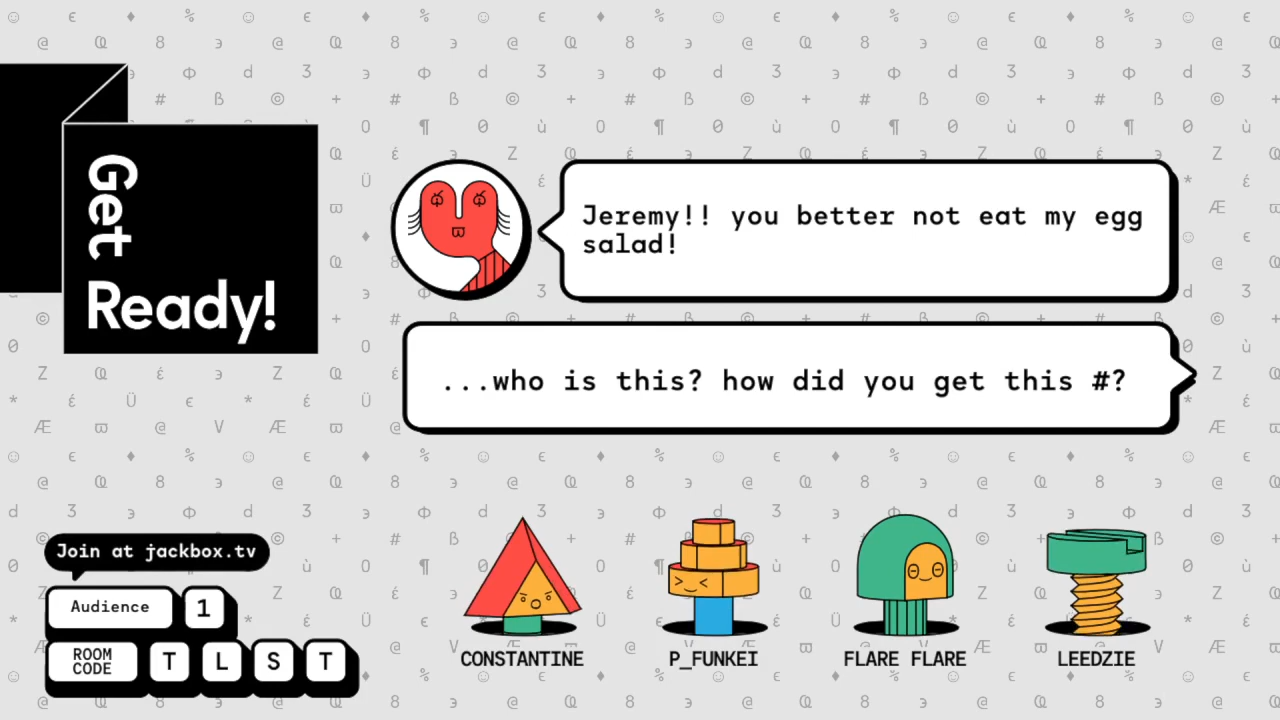 Get
Ready!
Jeremy!! you better not eat my egg
salad!
...who is this? how did you get this #?
Join at jackbox.tv
Audience 1
ROOM
CODE T L S T
CONSTANTINE P_FUNKEI FLARE FLARE LEEDZIE